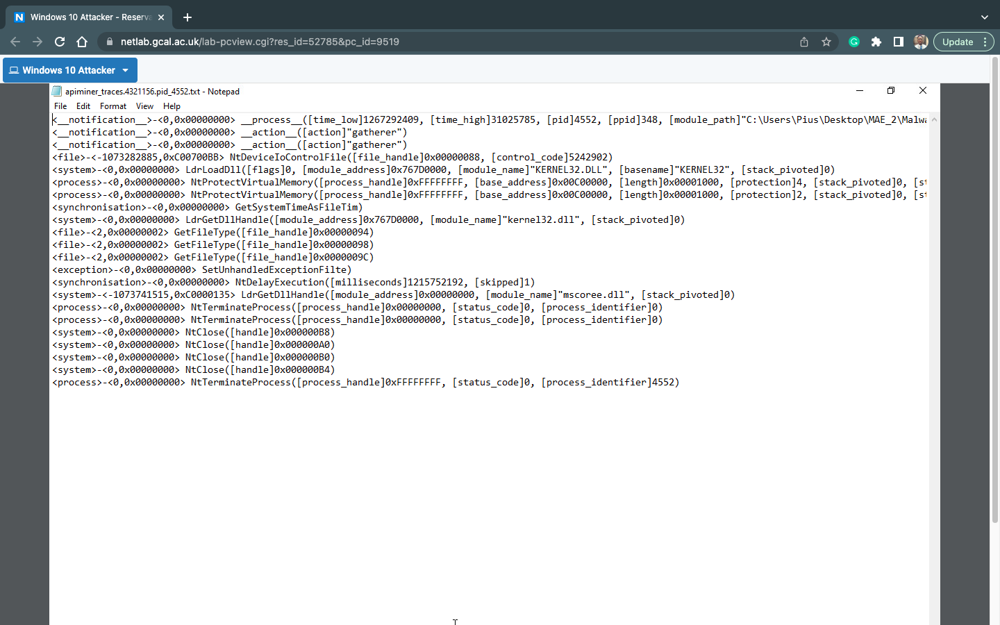 Windows 10 Attacker - Reserva
netlab.gcal.ac.uk/lab-pcview.cgi?res_id=52785&pc_id=9519
Update
Windows 10 Attacker
apiminer_traces.4321156.pid_4552.txt - Notepad
File Edit Format View Help
<__notification__>-<0,0x00000000> __process__([time_low]1267292409, [time_high]31025785, [pid]4552, [ppid]348, [module_path]"C:\Users\Pius\Desktop\MAE_2\Malwa
<__notification__>-<0,0x00000000> __action__([action]"gatherer")
<__notification__>-<0,0x00000000> __action__([action]"gatherer")
<file>-<-1073282885,0xC00700BB> NtDeviceIoControlFile([file_handle]0x00000088, [control_code]5242902)
<system>-<0,0x00000000> LdrLoadDll([flags]0, [module_address]0x767D0000, [module_name]"KERNEL32.DLL", [basename]"KERNEL32", [stack_pivoted]0)
<process>-<0,0x00000000> NtProtectVirtualMemory([process_handle]0xFFFFFFFF, [base_address]0x00C00000, [length]0x00001000, [protection]4, [stack_pivoted]0, [st
<process>-<0,0x00000000> NtProtectVirtualMemory([process_handle]0xFFFFFFFF, [base_address]0x00C00000, [length]0x00001000, [protection]2, [stack_pivoted]0, [st
<synchronisation>-<0,0x00000000> GetSystemTimeAsFileTim)
<system>-<0,0x00000000> LdrGetDllHandle([module_address]0x767D0000, [module_name]"kernel32.dll", [stack_pivoted]0)
<file>-<2,0x00000002> GetFileType([file_handle]0x00000094)
<file>-<2,0x00000002> GetFileType([file_handle]0x00000098)
<file>-<2,0x00000002> GetFileType([file_handle]0x0000009C)
<exception>-<0,0x00000000> SetUnhandledExceptionFilte)
<synchronisation>-<0,0x00000000> NtDelayExecution([milliseconds]1215752192, [skipped]1)
<system>-<-1073741515,0xC0000135> LdrGetDllHandle([module_address]0x00000000, [module_name]"mscoree.dll", [stack_pivoted]0)
<process>-<0,0x00000000> NtTerminateProcess([process_handle]0x00000000, [status_code]0, [process_identifier]0)
<process>-<0,0x00000000> NtTerminateProcess([process_handle]0x00000000, [status_code]0, [process_identifier]0)
<system>-<0,0x00000000> NtClose([handle]0x000000B8)
<system>-<0,0x00000000> NtClose([handle]0x000000A0)
<system>-<0,0x00000000> NtClose([handle]0x000000B0)
<system>-<0,0x00000000> NtClose([handle]0x000000B4)
<process>-<0,0x00000000> NtTerminateProcess([process_handle]0xFFFFFFFF, [status_code]0, [process_identifier]4552)